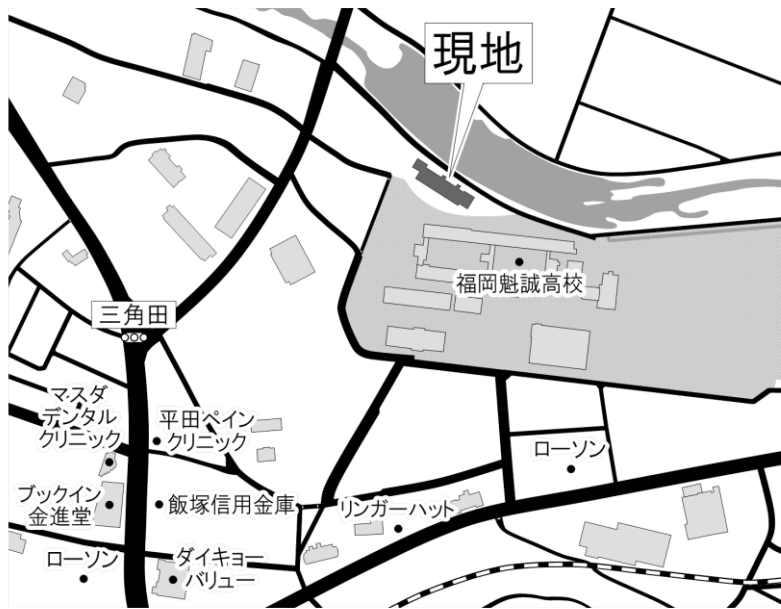 現地
福岡魁誠高校
三角田
マスダ
デンタル
クリニック
平田ペイン
クリニック
ローソン
ブックイン
金進堂
飯塚信用金庫
リンガーハット
ローソン
ダイキョー
バリュー